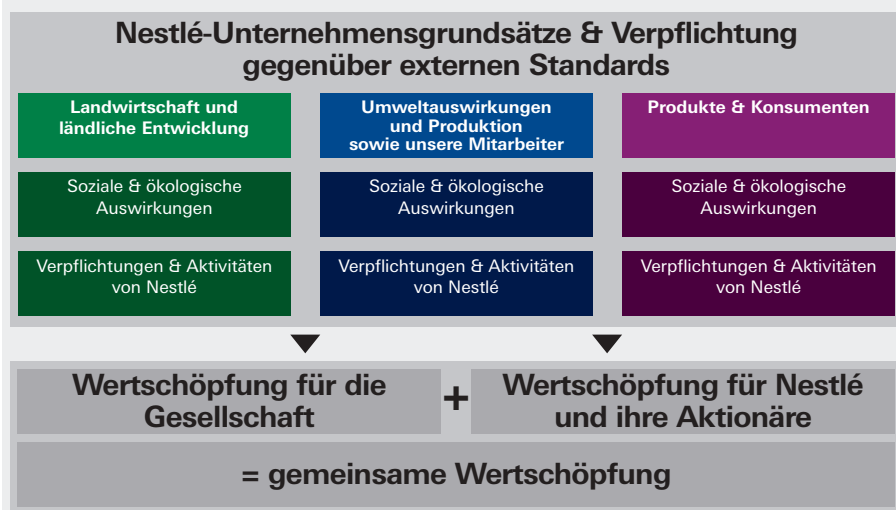 Nestlé-Unternehmensgrundsätze & Verpflichtung
gegenüber externen Standards
Landwirtschaft und
ländliche Entwicklung
Umweltauswirkungen
und Produktion
sowie unsere Mitarbeiter
Produkte & Konsumenten
Soziale & ökologische
Auswirkungen
Soziale & ökologische
Auswirkungen
Soziale & ökologische
Auswirkungen
Verpflichtungen & Aktivitäten
von Nestlé
Verpflichtungen & Aktivitäten
von Nestlé
Verpflichtungen & Aktivitäten
von Nestlé
Wertschöpfung für die
Gesellschaft
+
Wertschöpfung für Nestlé
und ihre Aktionäre
= gemeinsame Wertschöpfung